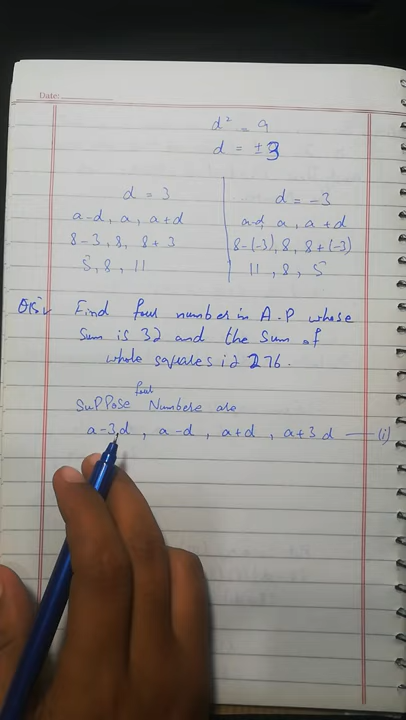 Date:
d² = 9
d = ±3
d = 3
a-d, a, a+d
8-3, 8, 8+3
5, 8, 11
d = -3
a-d, a, a+d
8-(-3), 8, 8+(-3)
11, 8, 5
Find four number in A.P whose
Sum is 32 and the sum of
whole squares is 276.
Suppose four Numbers are
a-3d, a-d, a+d, a+3d — (i)